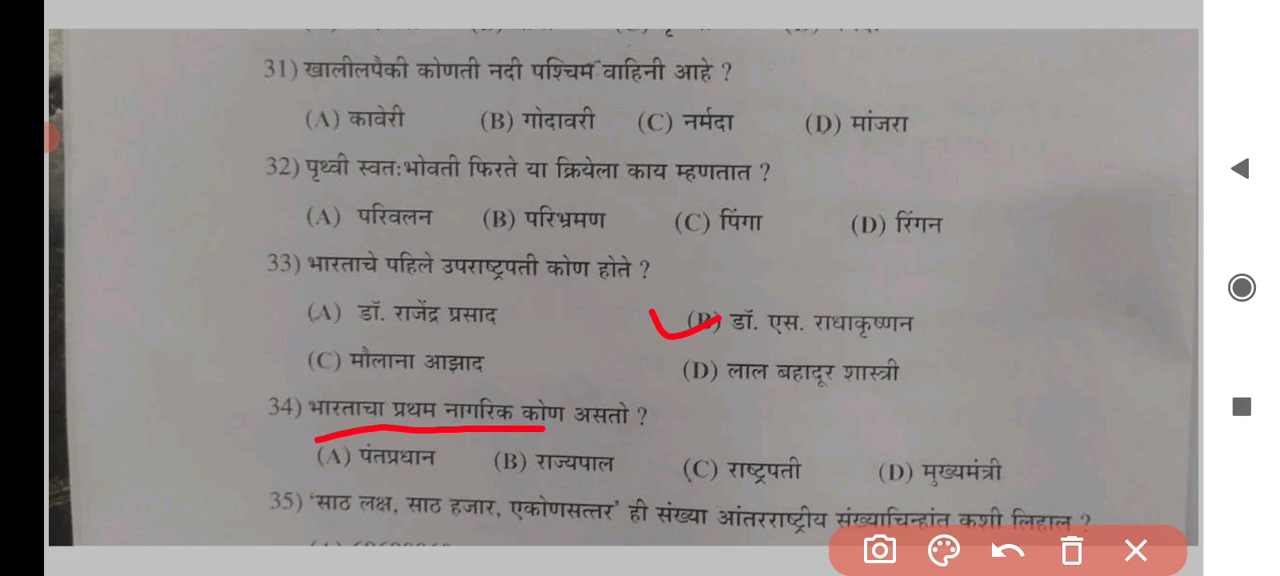 31) खालीलपैकी कोणती नदी पश्चिम वाहिनी आहे ?
(A) कावेरी (B) गोदावरी (C) नर्मदा (D) मांजरा
32) पृथ्वी स्वतःभोवती फिरते या क्रियेला काय म्हणतात ?
(A) परिवलन (B) परिभ्रमण (C) पिंगा (D) रिंगन
33) भारताचे पहिले उपराष्ट्रपती कोण होते ?
(A) डॉ. राजेंद्र प्रसाद (B) डॉ. एस. राधाकृष्णन
(C) मौलाना आझाद (D) लाल बहादूर शास्त्री
34) भारताचा प्रथम नागरिक कोण असतो ?
(A) पंतप्रधान (B) राज्यपाल (C) राष्ट्रपती (D) मुख्यमंत्री
35) ‘साठ लक्ष, साठ हजार, एकोणसत्तर’ ही संख्या आंतरराष्ट्रीय संख्याचिन्हांत कशी लिहाल ?